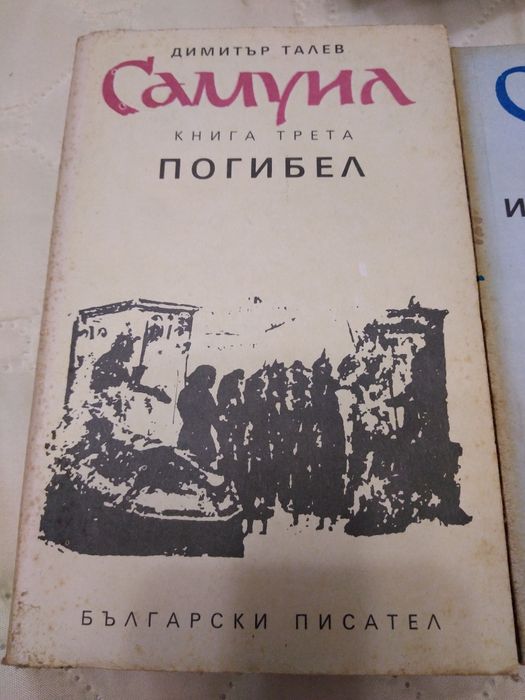 ДИМИТЪР ТАЛЕВ
Самуил
КНИГА ТРЕТА
ПОГИБЕЛ
БЪЛГАРСКИ ПИСАТЕЛ